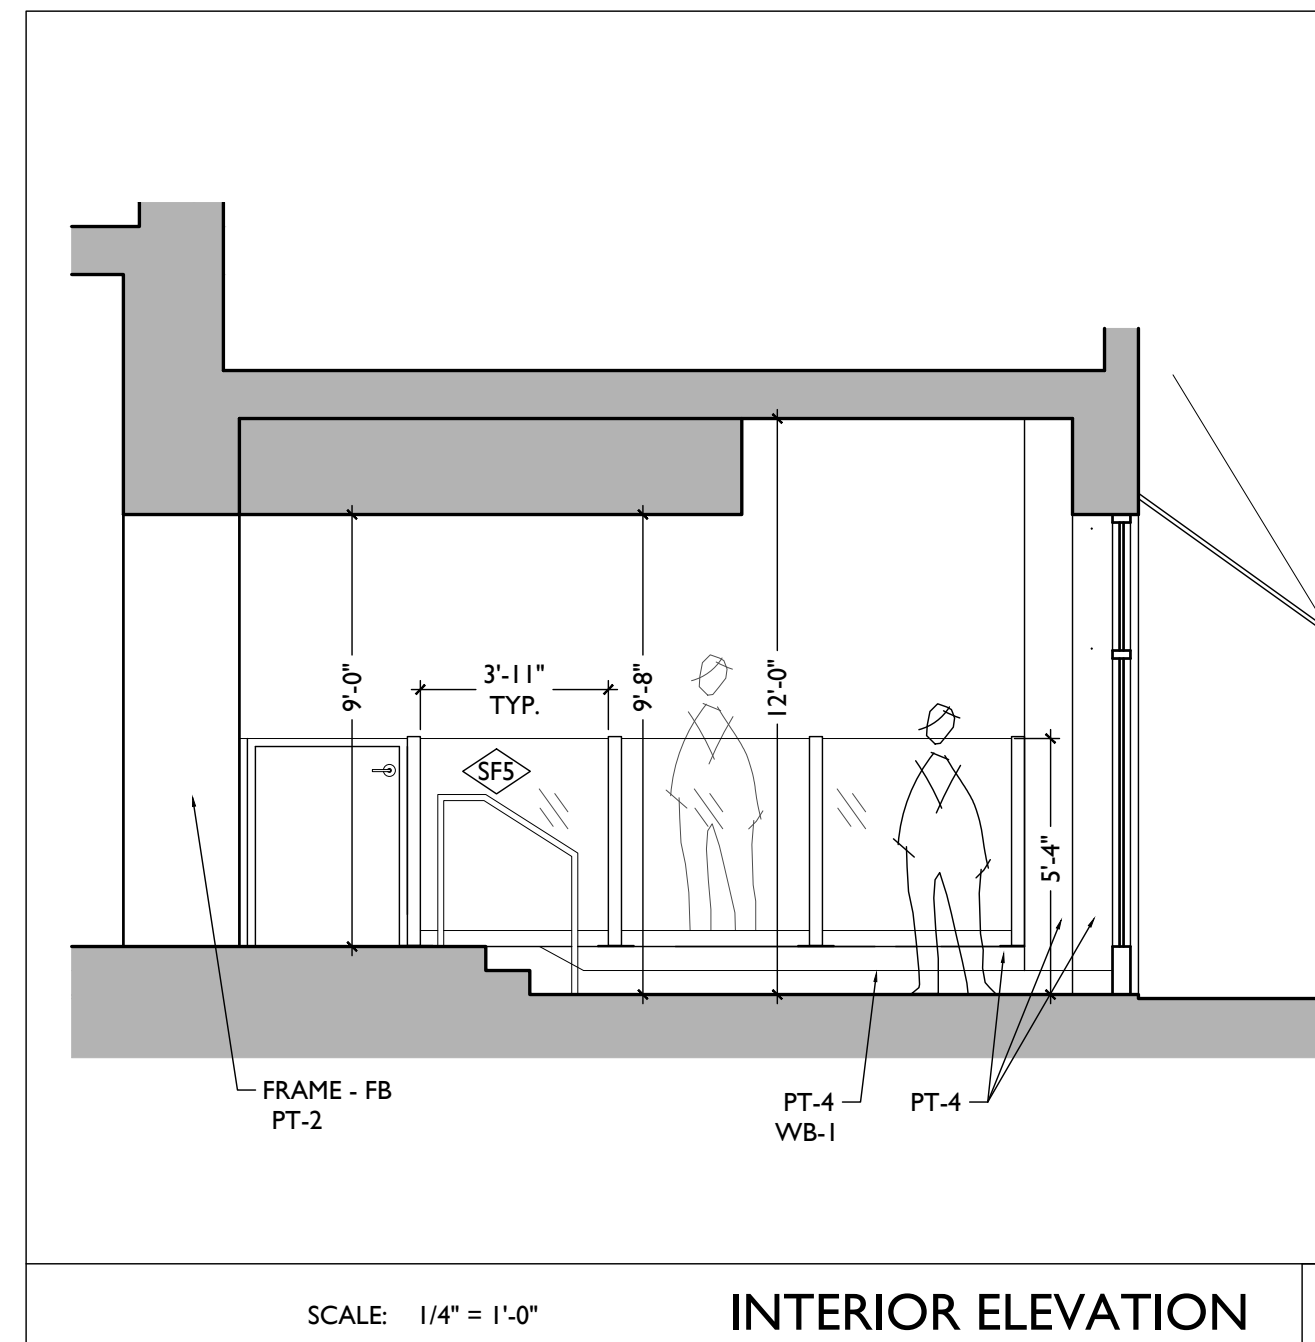 9'-0"
3'-11"
TYP.
9'-8"
12'-0"
SF5
5'-4"
FRAME - FB
PT-2
PT-4
WB-1
PT-4
SCALE: 1/4" = 1'-0"
INTERIOR ELEVATION